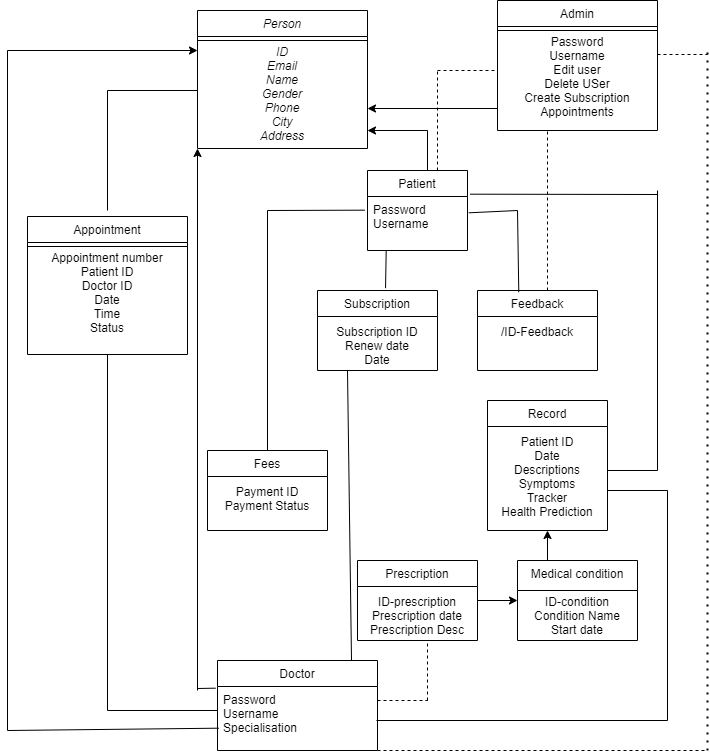 Person
ID
Email
Name
Gender
Phone
City
Address
Admin
Password
Username
Edit user
Delete USer
Create Subscription
Appointments
Patient
Password
Username
Appointment
Appointment number
Patient ID
Doctor ID
Date
Time
Status
Subscription
Subscription ID
Renew date
Date
Feedback
/ID-Feedback
Record
Patient ID
Date
Descriptions
Symptoms
Tracker
Health Prediction
Fees
Payment ID
Payment Status
Prescription
ID-prescription
Prescription date
Prescription Desc
Medical condition
ID-condition
Condition Name
Start date
Doctor
Password
Username
Specialisation